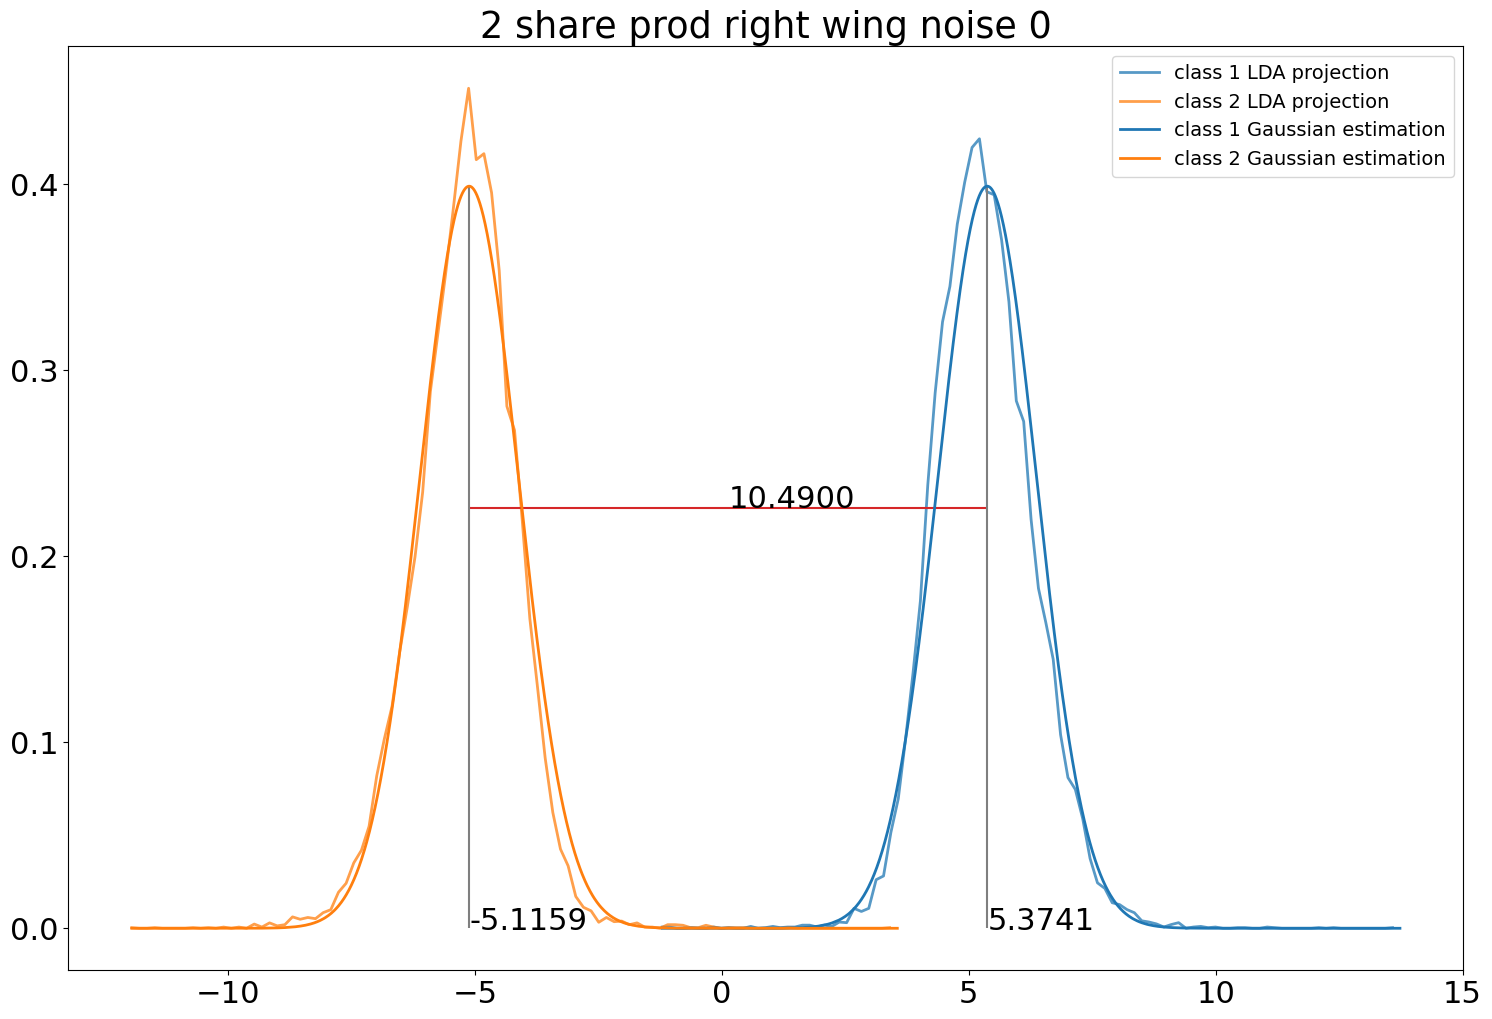 2 share prod right wing noise 0
class 1 LDA projection
class 2 LDA projection
class 1 Gaussian estimation
class 2 Gaussian estimation
0.4
0.3
0.2
0.1
0.0
10.4900
-5.1159
5.3741
−10
−5
0
5
10
15